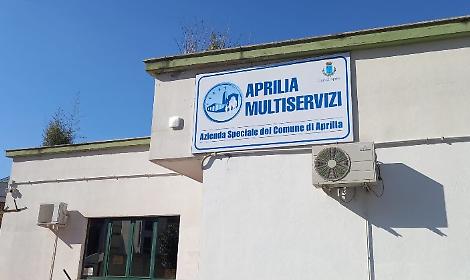 APRILIA
MULTISERVIZI
Azienda Speciale del Comune di Aprilia